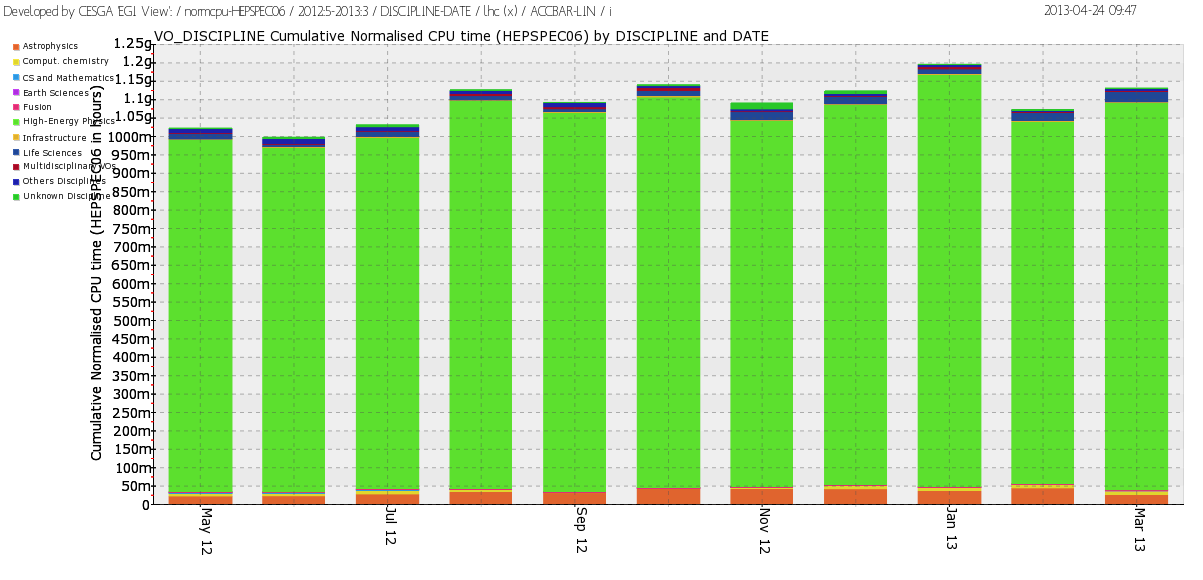 Developed by CESGA 'EGI View': / normcpu-HEPSPEC06 / 2012:5-2013:3 / DISCIPLINE-DATE / lhc (x) / ACCBAR-LIN / i
2013-04-24 09:47
VO_DISCIPLINE Cumulative Normalised CPU time (HEPSPEC06) by DISCIPLINE and DATE
Astrophysics
Comput. chemistry
CS and Mathematics
Earth Sciences
Fusion
High-Energy Physics
Infrastructure
Life Sciences
Multidisciplinary VOs
Others Disciplines
Unknown Discipline
Cumulative Normalised CPU time (HEPSPEC06 in hours)
1.25g
1.2g
1.15g
1.1g
1.05g
1000m
950m
900m
850m
800m
750m
700m
650m
600m
550m
500m
450m
400m
350m
300m
250m
200m
150m
100m
50m
0
May 12
Jul 12
Sep 12
Nov 12
Jan 13
Mar 13